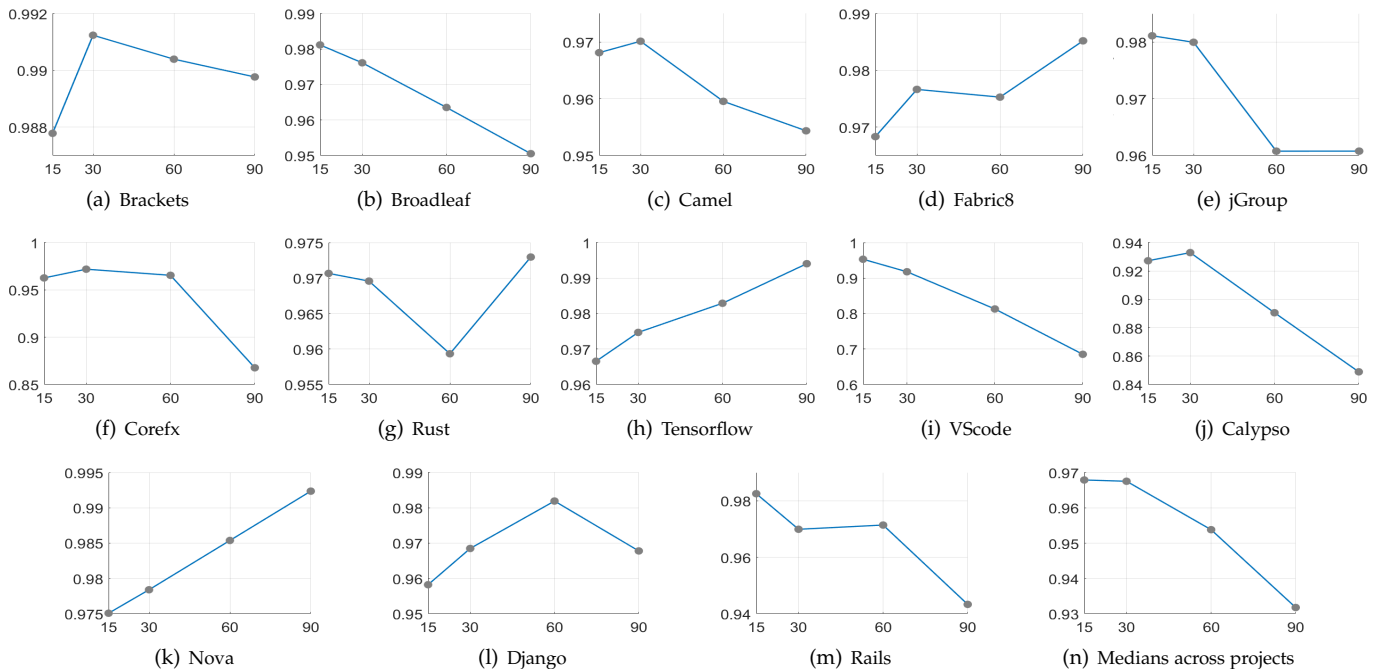 0.992
0.99
0.988
15 30 60 90
(a) Brackets
0.99
0.98
0.97
0.96
0.95
15 30 60 90
(b) Broadleaf
0.97
0.96
0.95
15 30 60 90
(c) Camel
0.99
0.98
0.97
15 30 60 90
(d) Fabric8
0.98
0.97
0.96
15 30 60 90
(e) jGroup
1
0.95
0.9
0.85
15 30 60 90
(f) Corefx
0.975
0.97
0.965
0.96
0.955
15 30 60 90
(g) Rust
1
0.99
0.98
0.97
0.96
15 30 60 90
(h) Tensorflow
1
0.9
0.8
0.7
0.6
15 30 60 90
(i) VScode
0.94
0.92
0.9
0.88
0.86
0.84
15 30 60 90
(j) Calypso
0.995
0.99
0.985
0.98
0.975
15 30 60 90
(k) Nova
0.99
0.98
0.97
0.96
0.95
15 30 60 90
(l) Django
0.98
0.96
0.94
15 30 60 90
(m) Rails
0.97
0.96
0.95
0.94
0.93
15 30 60 90
(n) Medians across projects